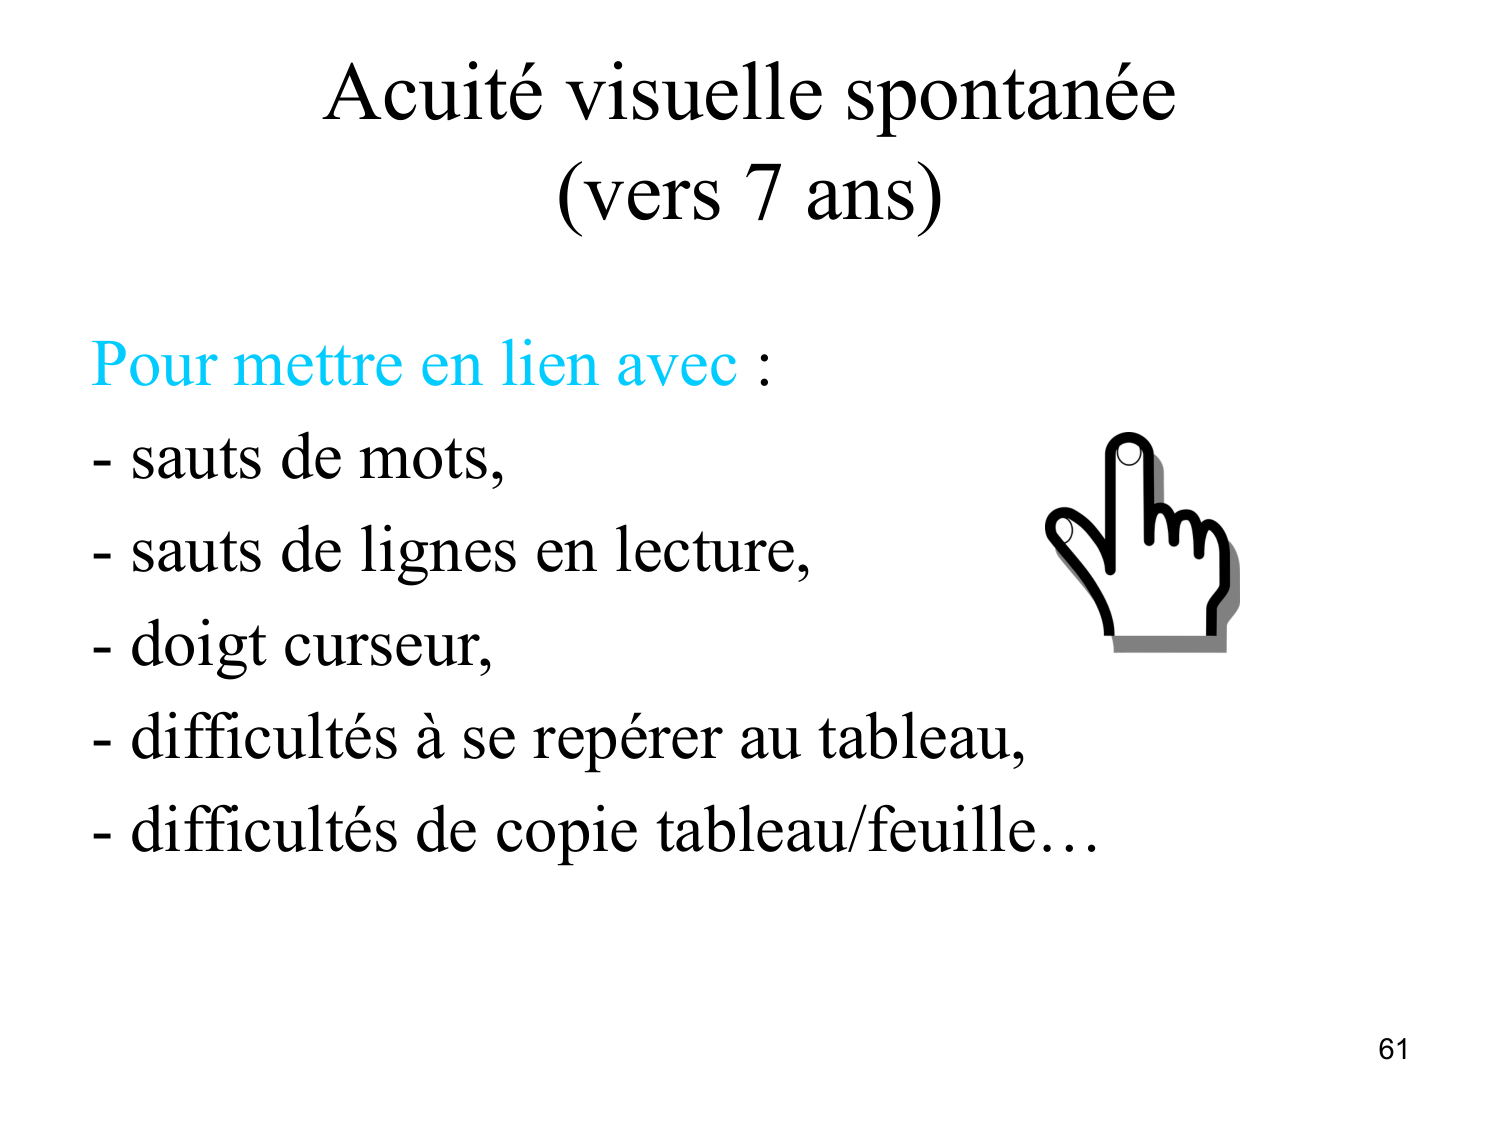 Acuité visuelle spontanée
(vers 7 ans)
Pour mettre en lien avec :
- sauts de mots,
- sauts de lignes en lecture,
- doigt curseur,
- difficultés à se repérer au tableau,
- difficultés de copie tableau/feuille…
61